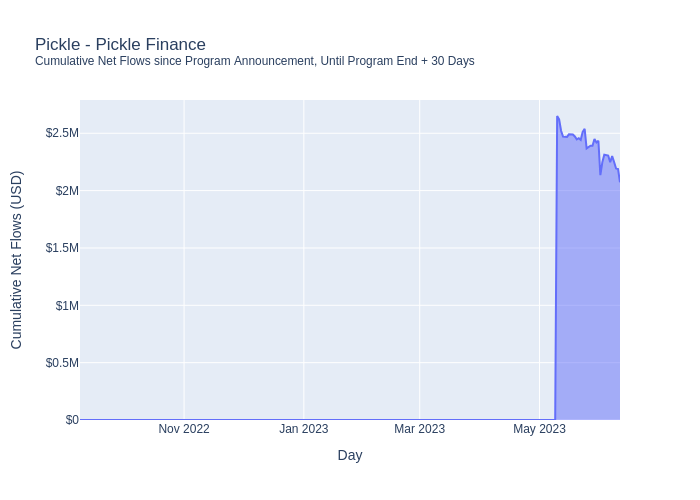 Pickle - Pickle Finance
Cumulative Net Flows since Program Announcement, Until Program End + 30 Days
Cumulative Net Flows (USD)
$2.5M
$2M
$1.5M
$1M
$0.5M
$0
Nov 2022
Jan 2023
Mar 2023
May 2023
Day